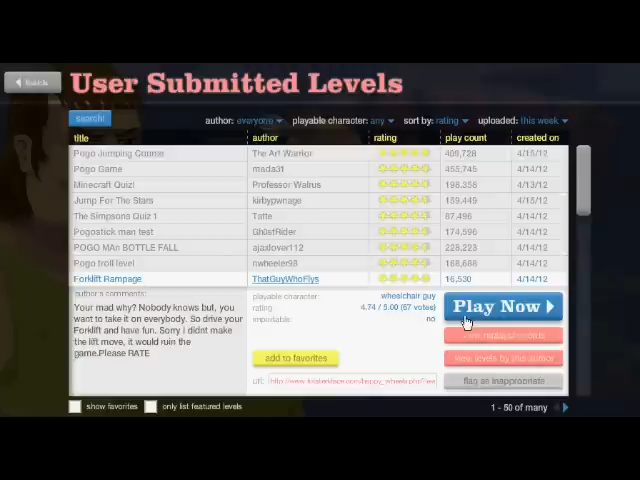 Back
User Submitted Levels
search!
author: everyone playable character: any sort by: rating uploaded: this week
title author rating play count created on
Pogo Jumping Course The Art Warrior 409,728 4/15/12
Pogo Game mada31 455,745 4/13/12
Minecraft Quiz! Professor Walrus 198,358 4/13/12
Jump For The Stars kirbypwnage 159,449 4/15/12
The Simpsons Quiz 1 Tatte 87,496 4/14/12
Pogostick man test Gh0stRider 174,596 4/14/12
POGO MAn BOTTLE FALL ajadover112 228,223 4/14/12
Pogo troll level nwheeler98 168,686 4/14/12
Forklift Rampage ThatGuyWhoFlys 16,530 4/14/12
author's comments:
Your mad why? Nobody knows but, you
want to take it on everybody. So drive your
Forklift and have fun. Sorry i didnt make
the lift move, it would ruin the
game.Please RATE
playable character: wheelchair guy
rating 4.74 / 5.00 (67 votes)
importable: no
add to favorites
url:
Play Now
view levels by this author
flag as inappropriate
show favorites only list featured levels 1 - 50 of many